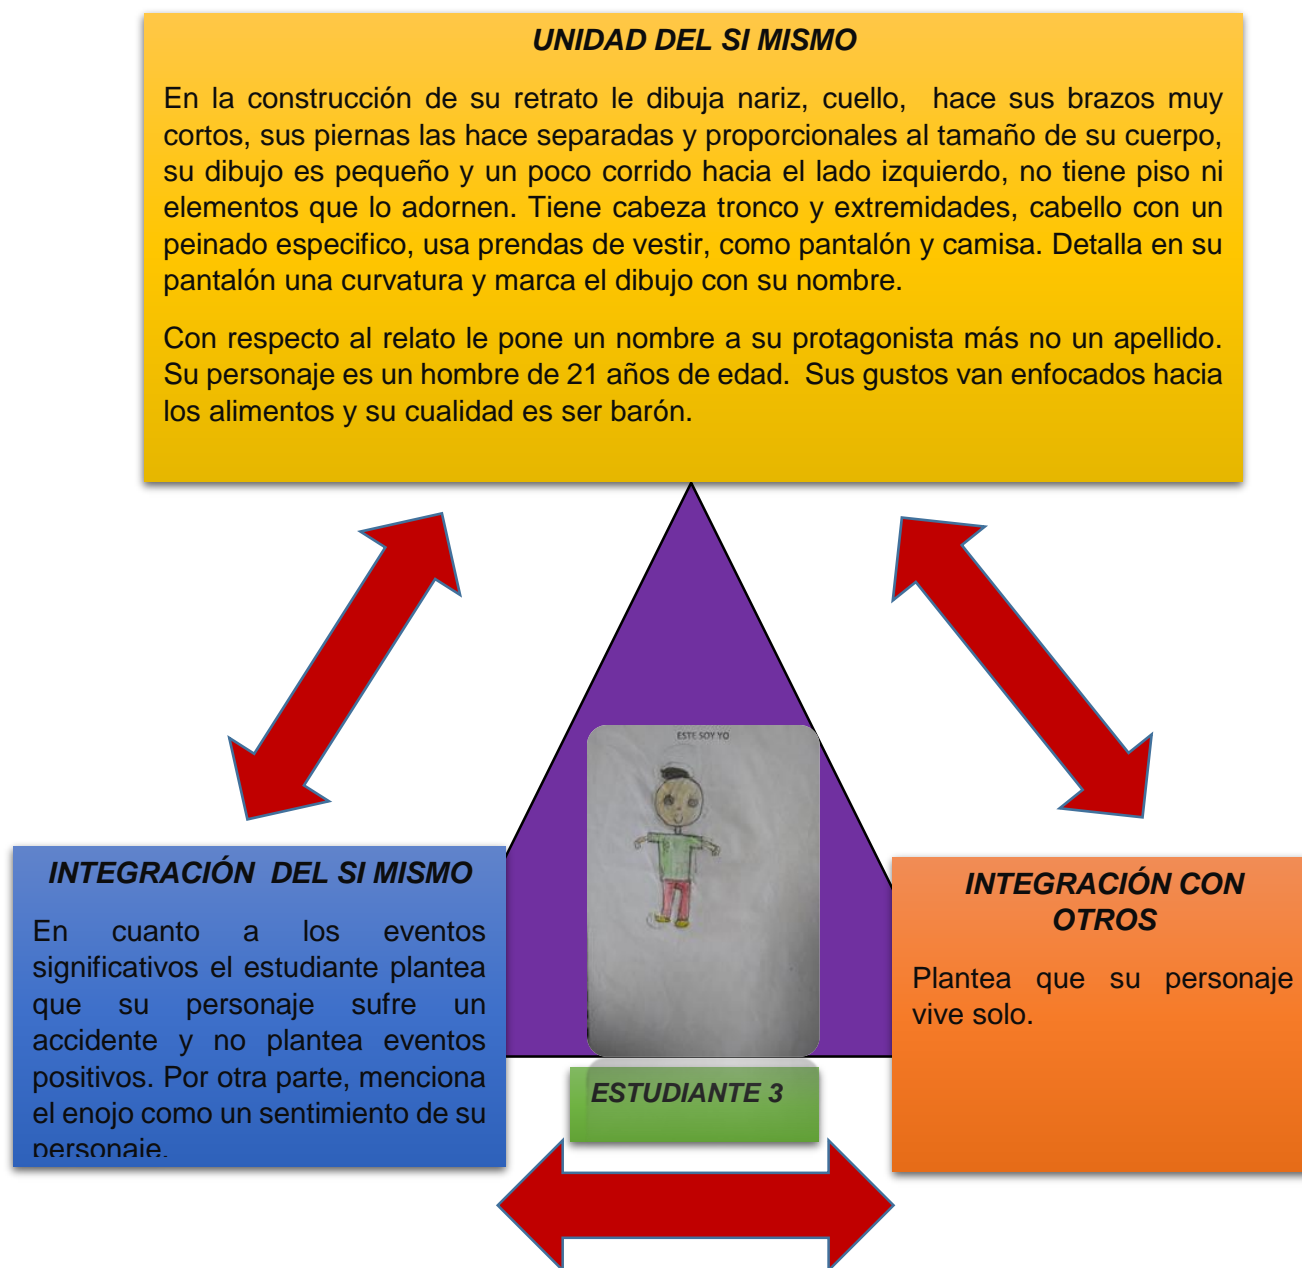 UNIDAD DEL SI MISMO
En la construcción de su retrato le dibuja nariz, cuello, hace sus brazos muy
cortos, sus piernas las hace separadas y proporcionales al tamaño de su cuerpo,
su dibujo es pequeño y un poco corrido hacia el lado izquierdo, no tiene piso ni
elementos que lo adornen. Tiene cabeza tronco y extremidades, cabello con un
peinado especifico, usa prendas de vestir, como pantalón y camisa. Detalla en su
pantalón una curvatura y marca el dibujo con su nombre.
Con respecto al relato le pone un nombre a su protagonista más no un apellido.
Su personaje es un hombre de 21 años de edad. Sus gustos van enfocados hacia
los alimentos y su cualidad es ser barón.
ESTE SOY YO
INTEGRACIÓN DEL SI MISMO
En cuanto a los eventos
significativos el estudiante plantea
que su personaje sufre un
accidente y no plantea eventos
positivos. Por otra parte, menciona
el enojo como un sentimiento de su
personaje.
INTEGRACIÓN CON
OTROS
Plantea que su personaje
vive solo.
ESTUDIANTE 3